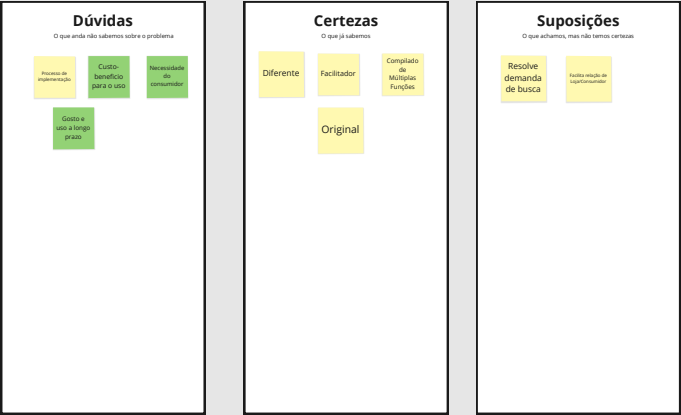 Dúvidas
O que anda não sabemos sobre o problema
Processo de
implementação
Custo-
beneficio
para o uso
Necessidade
do
consumidor
Gosto e
uso a longo
prazo
Certezas
O que já sabemos
Diferente
Facilitador
Compilado
de
Múltiplas
Funções
Original
Suposições
O que achamos, mas não temos certezas
Resolve
demanda
de busca
Facilita relação de
Loja/Consumidor